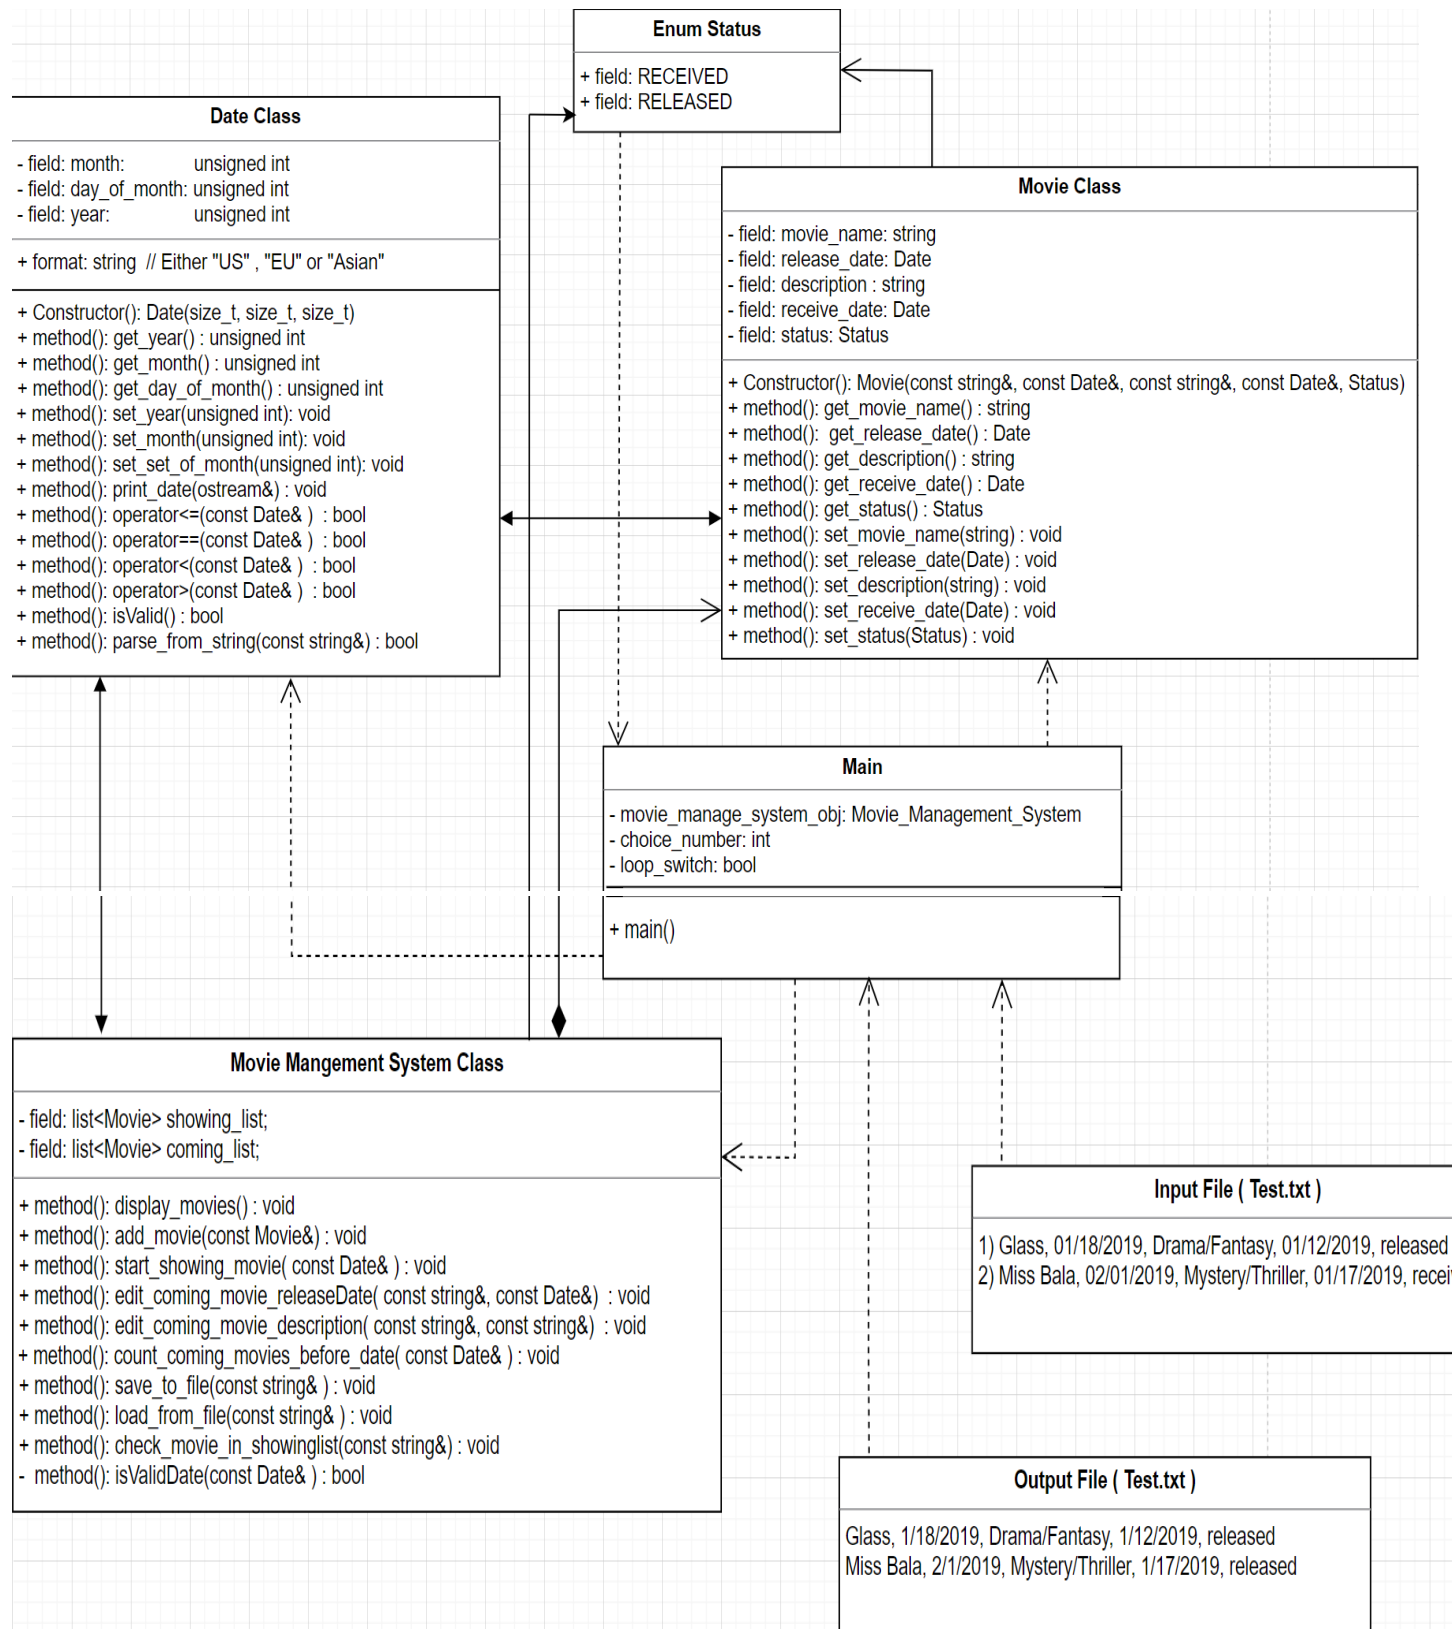 Enum Status
+ field: RECEIVED
+ field: RELEASED
Date Class
- field: month: unsigned int
- field: day_of_month: unsigned int
- field: year: unsigned int
+ format: string // Either "US" , "EU" or "Asian"
+ Constructor(): Date(size_t, size_t, size_t)
+ method(): get_year() : unsigned int
+ method(): get_month() : unsigned int
+ method(): get_day_of_month() : unsigned int
+ method(): set_year(unsigned int): void
+ method(): set_month(unsigned int): void
+ method(): set_set_of_month(unsigned int): void
+ method(): print_date(ostream&) : void
+ method(): operator<=(const Date& ) : bool
+ method(): operator==(const Date& ) : bool
+ method(): operator<(const Date& ) : bool
+ method(): operator>(const Date& ) : bool
+ method(): isValid() : bool
+ method(): parse_from_string(const string&) : bool
Movie Class
- field: movie_name: string
- field: release_date: Date
- field: description : string
- field: receive_date: Date
- field: status: Status
+ Constructor(): Movie(const string&, const Date&, const string&, const Date&, Status)
+ method(): get_movie_name() : string
+ method(): get_release_date() : Date
+ method(): get_description() : string
+ method(): get_receive_date() : Date
+ method(): get_status() : Status
+ method(): set_movie_name(string) : void
+ method(): set_release_date(Date) : void
+ method(): set_description(string) : void
+ method(): set_receive_date(Date) : void
+ method(): set_status(Status) : void
Main
- movie_manage_system_obj: Movie_Management_System
- choice_number: int
- loop_switch: bool
+ main()
Movie Mangement System Class
- field: list<Movie> showing_list;
- field: list<Movie> coming_list;
+ method(): display_movies() : void
+ method(): add_movie(const Movie&) : void
+ method(): start_showing_movie( const Date& ) : void
+ method(): edit_coming_movie_releaseDate( const string&, const Date&) : void
+ method(): edit_coming_movie_description( const string&, const string&) : void
+ method(): count_coming_movies_before_date( const Date& ) : void
+ method(): save_to_file(const string& ) : void
+ method(): load_from_file(const string& ) : void
+ method(): check_movie_in_showinglist(const string&) : void
- method(): isValidDate(const Date& ) : bool
Input File ( Test.txt )
1) Glass, 01/18/2019, Drama/Fantasy, 01/12/2019, released
2) Miss Bala, 02/01/2019, Mystery/Thriller, 01/17/2019,
Output File ( Test.txt )
Glass, 1/18/2019, Drama/Fantasy, 1/12/2019, released
Miss Bala, 2/1/2019, Mystery/Thriller, 1/17/2019, released